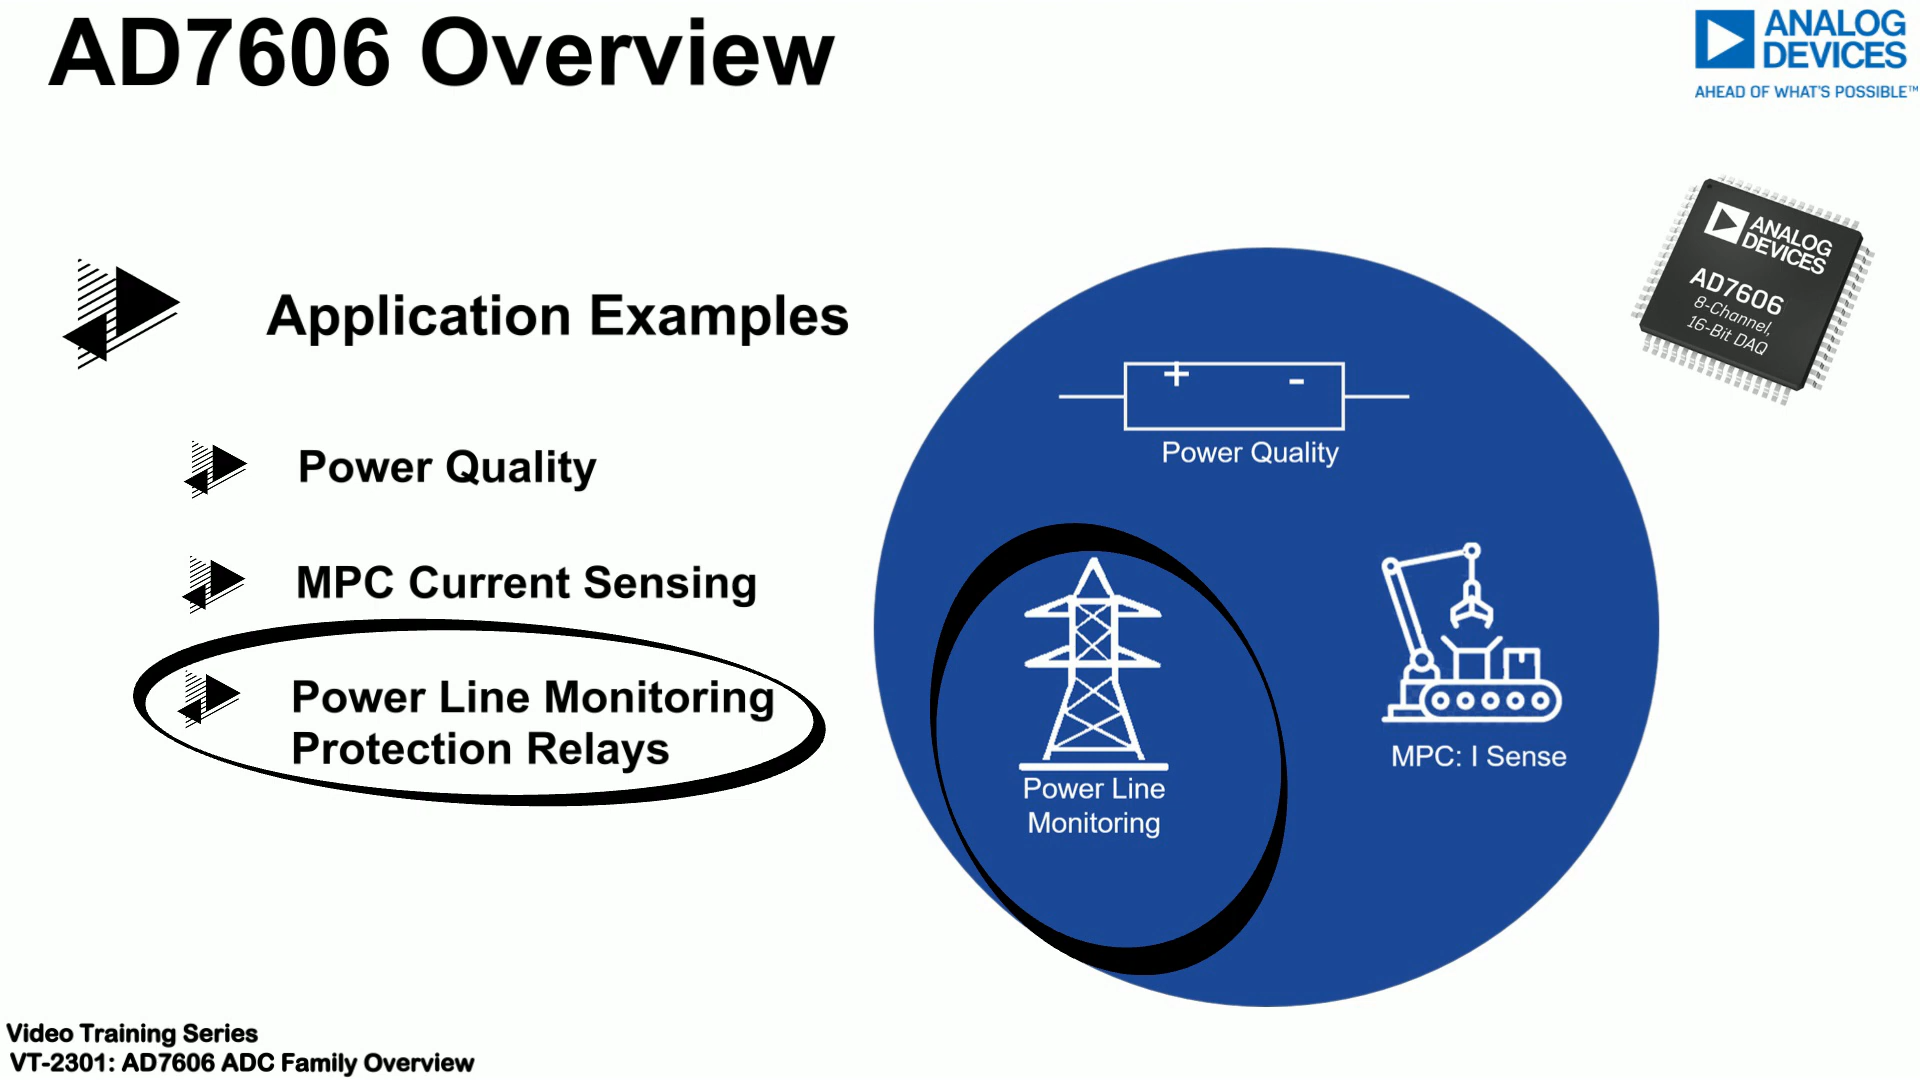 AD7606 Overview
ANALOG
DEVICES
AHEAD OF WHAT'S POSSIBLE™
ANALOG
DEVICES
AD7606
8-Channel,
16-Bit DAQ
Application Examples
Power Quality
MPC Current Sensing
Power Line Monitoring
Protection Relays
+ -
Power Quality
Power Line
Monitoring
MPC: I Sense
Video Training Series
VT-2301: AD7606 ADC Family Overview